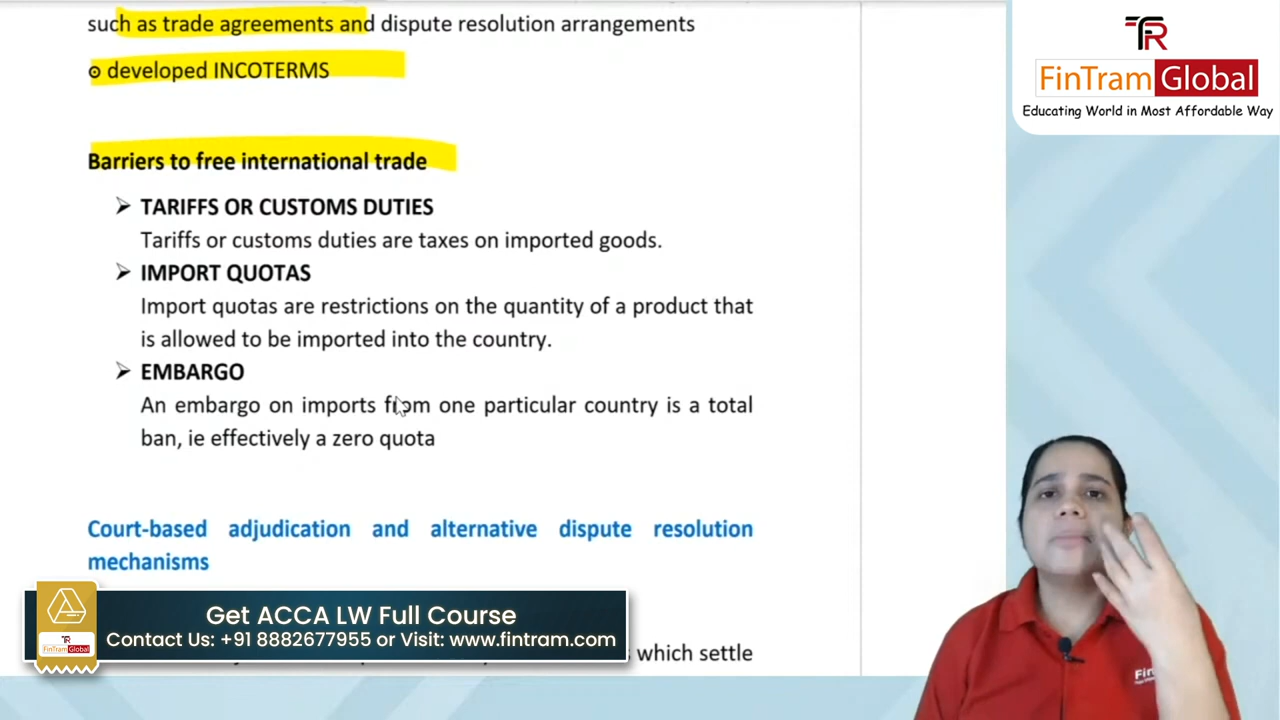 such as trade agreements and dispute resolution arrangements
⊙ developed INCOTERMS
Barriers to free international trade
➢ TARIFFS OR CUSTOMS DUTIES
Tariffs or customs duties are taxes on imported goods.
➢ IMPORT QUOTAS
Import quotas are restrictions on the quantity of a product that
is allowed to be imported into the country.
➢ EMBARGO
An embargo on imports from one particular country is a total
ban, ie effectively a zero quota
Court-based adjudication and alternative dispute resolution
mechanisms
which settle
TR
FinTram Global
Educating World in Most Affordable Way
TR
FinTram Global
Get ACCA LW Full Course
Contact Us: +91 8882677955 or Visit: www.fintram.com